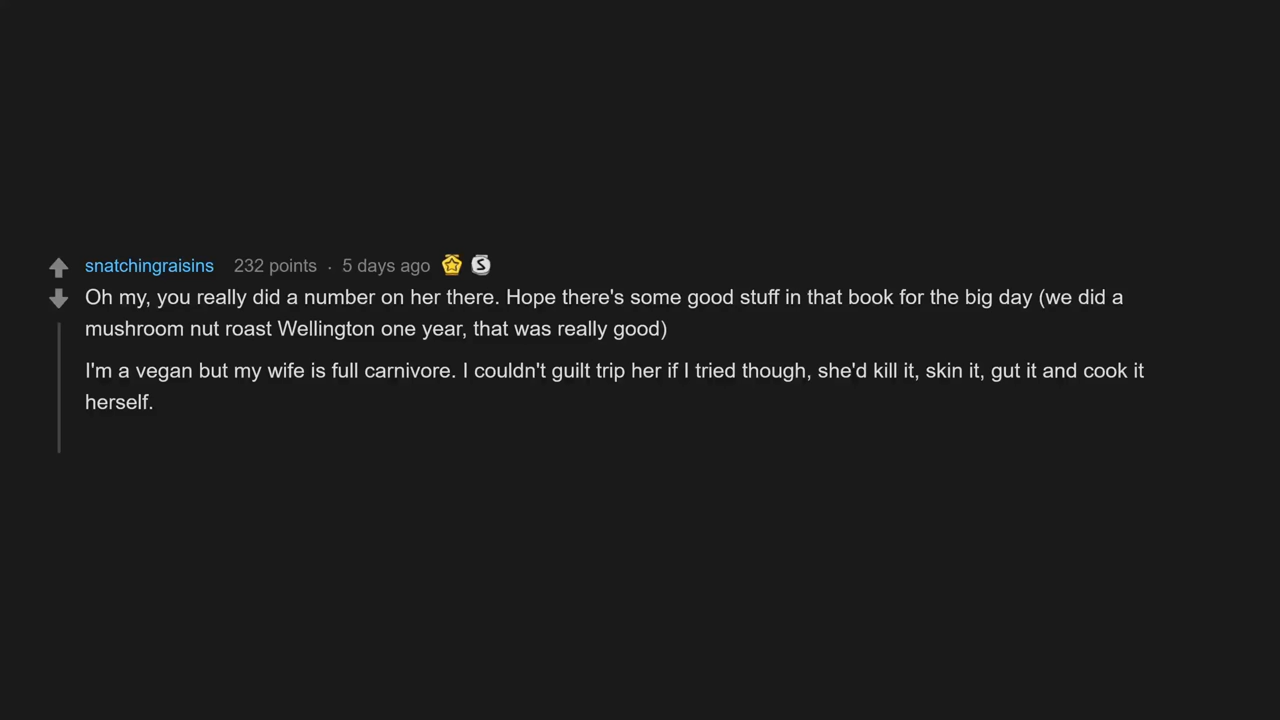 snatchingraisins 232 points · 5 days ago S
Oh my, you really did a number on her there. Hope there's some good stuff in that book for the big day (we did a
mushroom nut roast Wellington one year, that was really good)
I'm a vegan but my wife is full carnivore. I couldn't guilt trip her if I tried though, she'd kill it, skin it, gut it and cook it
herself.